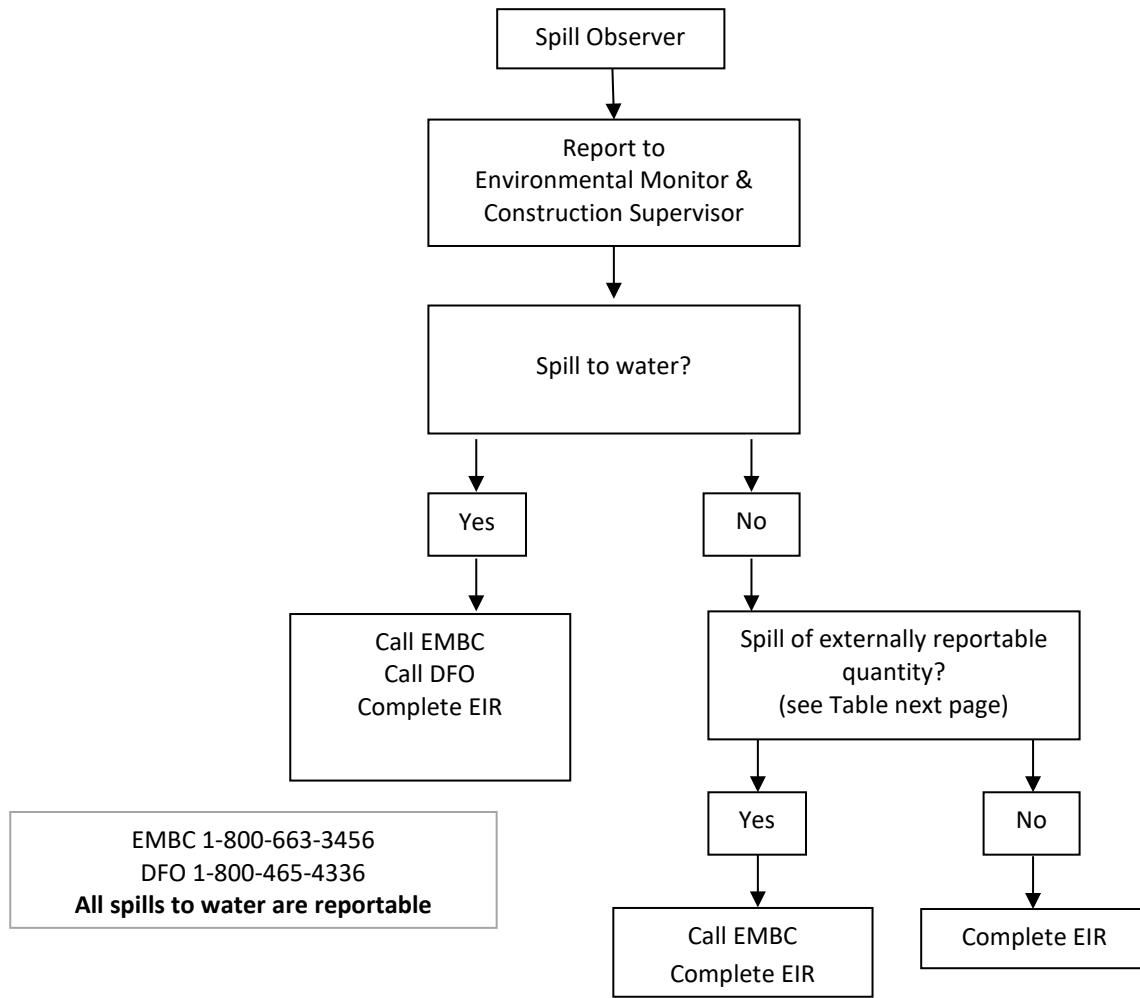 Spill Observer
Report to
Environmental Monitor &
Construction Supervisor
Spill to water?
Yes
No
Call EMBC
Call DFO
Complete EIR
Spill of externally reportable
quantity?
(see Table next page)
EMBC 1-800-663-3456
DFO 1-800-465-4336
All spills to water are reportable
Yes
No
Call EMBC
Complete EIR
Complete EIR